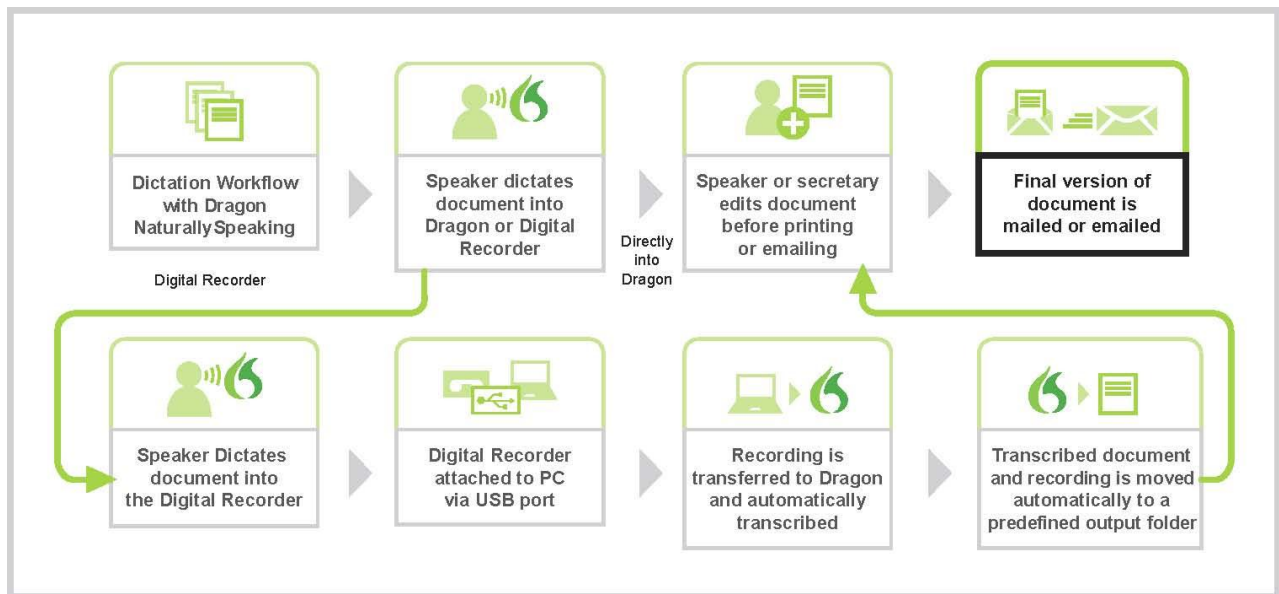 Dictation Workflow
with Dragon
NaturallySpeaking
Speaker dictates
document into
Dragon or Digital
Recorder
Directly
into
Dragon
Speaker or secretary
edits document
before printing
or emailing
Final version of
document is
mailed or emailed
Digital Recorder
Speaker Dictates
document into
the Digital Recorder
Digital Recorder
attached to PC
via USB port
Recording is
transferred to Dragon
and automatically
transcribed
Transcribed document
and recording is moved
automatically to a
predefined output folder